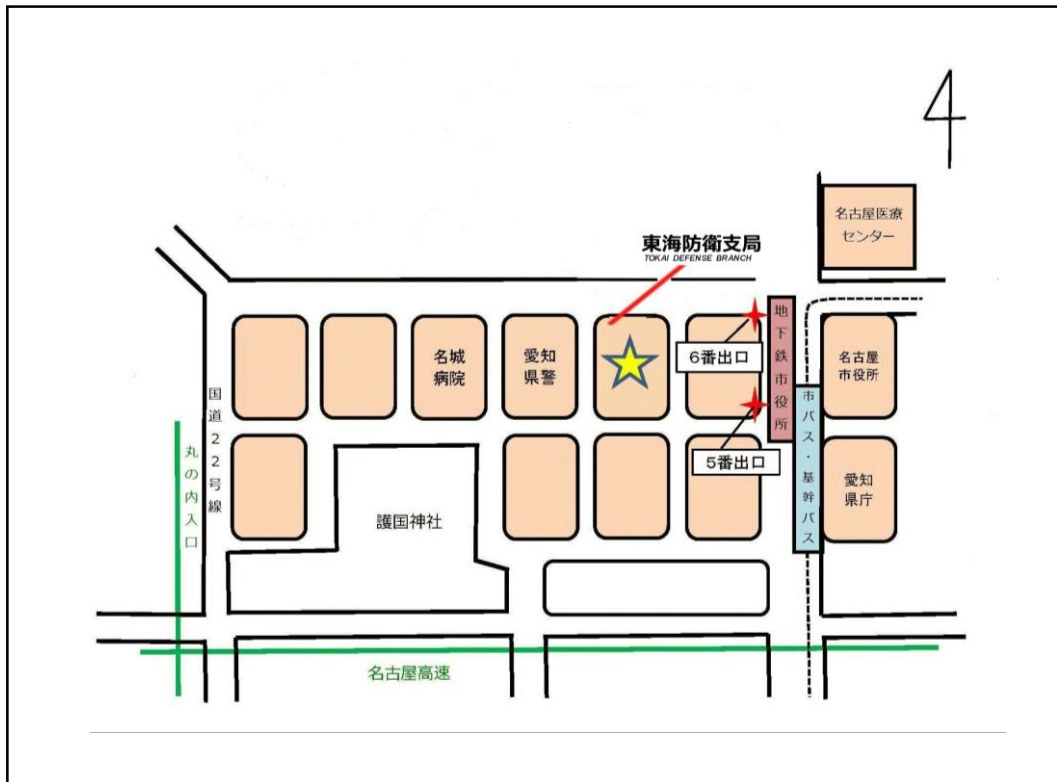 名古屋医療
センター
東海防衛支局
TOKAI DEFENSE BRANCH
地下鉄市役所
6番出口
名城
病院
愛知
県警
名古屋
市役所
国道22号線
市バス・基幹バス
丸の内入口
5番出口
愛知
県庁
護国神社
名古屋高速